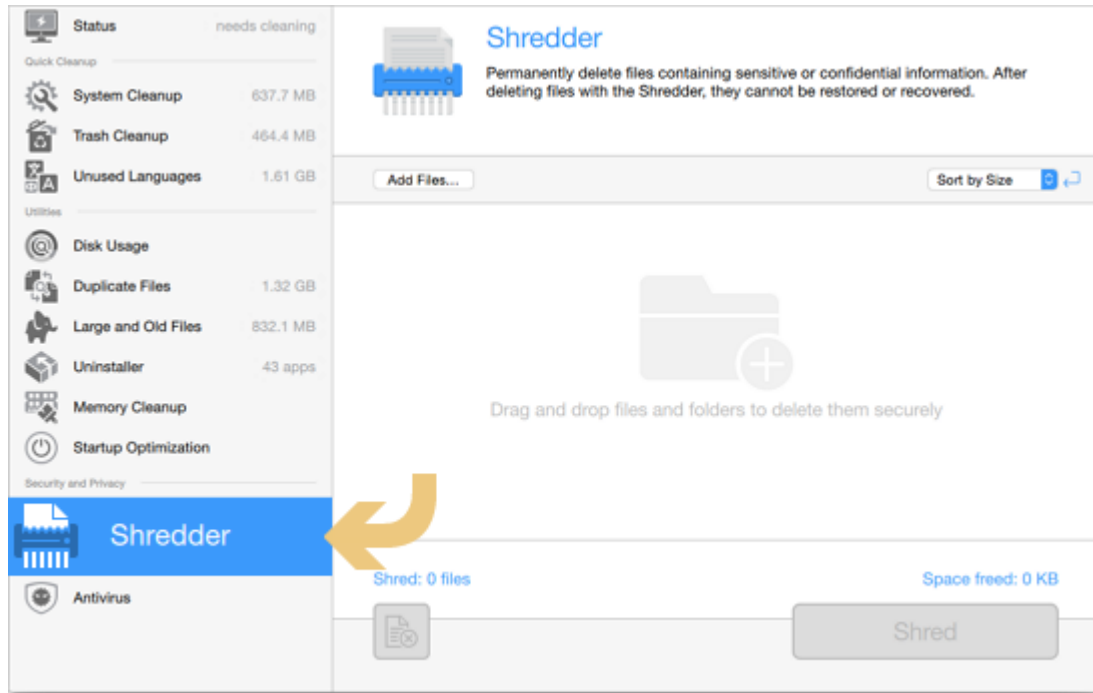 Status needs cleaning
Quick Cleanup
System Cleanup 637.7 MB
Trash Cleanup 464.4 MB
Unused Languages 1.61 GB
Utilities
Disk Usage
Duplicate Files 1.32 GB
Large and Old Files 832.1 MB
Uninstaller 43 apps
Memory Cleanup
Startup Optimization
Security and Privacy
Shredder
Antivirus
Shredder
Permanently delete files containing sensitive or confidential information. After
deleting files with the Shredder, they cannot be restored or recovered.
Add Files... Sort by Size
Drag and drop files and folders to delete them securely
Shred: 0 files Space freed: 0 KB
Shred